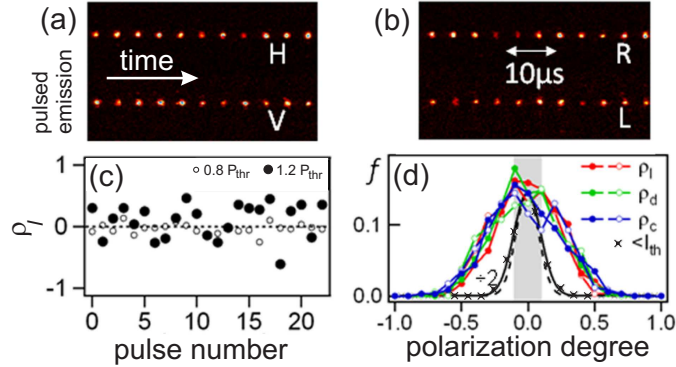 (a)
H
time
V
pulsed
emission
(b)
R
10µs
L
(c)
○ 0.8 P_thr ● 1.2 P_thr
1
0
-1
ρ_l
0 5 10 15 20
pulse number
(d)
f
0.1
0.0
ρ_l
ρ_d
ρ_c
<I_th
÷2
-1.0 -0.5 0.0 0.5 1.0
polarization degree